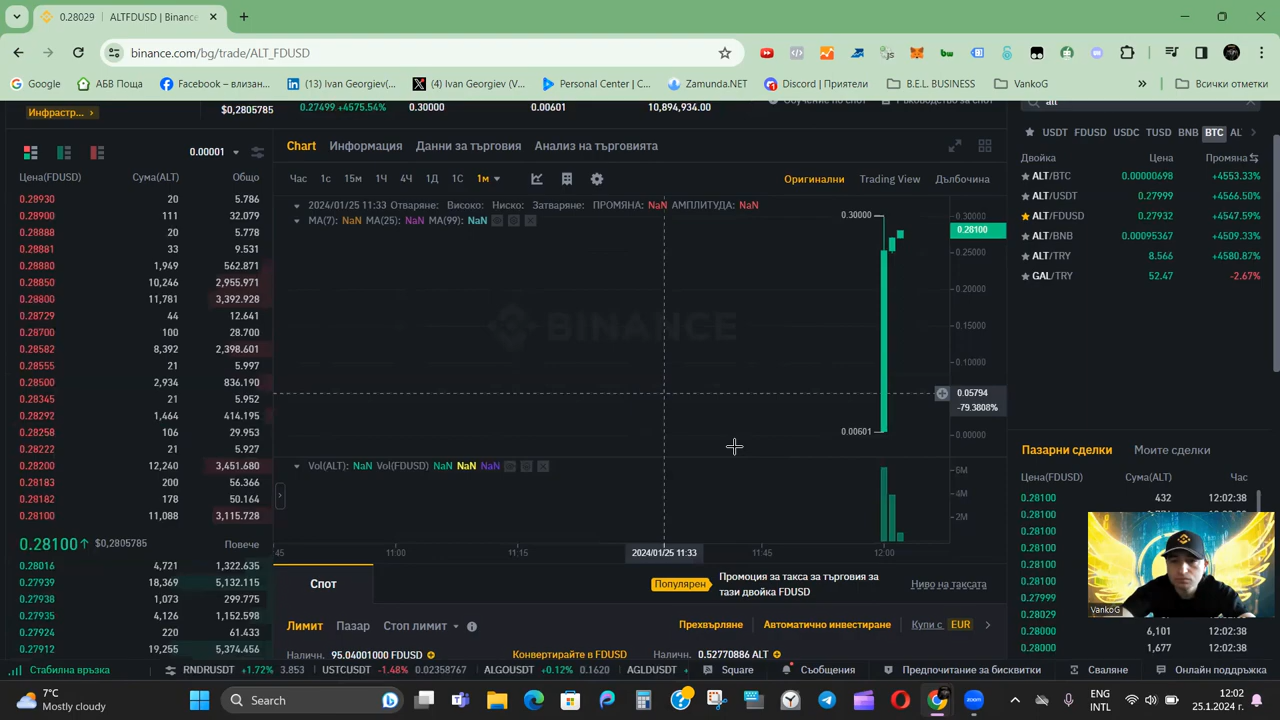 0.28029 ALTFDUSD | Binance
binance.com/bg/trade/ALT_FDUSD
Google АБВ Поща Facebook – влизан... (13) Ivan Georgiev... (4) Ivan Georgiev (V... Personal Center | C... Zamunda.NET Discord | Приятели B.E.L. BUSINESS VankoG » Всички отметки
Инфрастр... >
$0,2805785 0.27499 +4575.54% 0.30000 0.00601 10,894,934.00
0.00001
Chart Информация Данни за търговия Анализ на търговията
Цена(FDUSD) Сума(ALT) Общо
Час 1с 15м 1Ч 4Ч 1Д 1С 1м Оригинални Trading View Дълбочина
2024/01/25 11:33 Отваряне: Високо: Ниско: Затваряне: ПРОМЯНА: NaN АМПЛИТУДА: NaN
MA(7): NaN MA(25): NaN MA(99): NaN
0.28930 20 5.786
0.28900 111 32.079
0.28888 20 5.778
0.28881 33 9.531
0.28880 1,949 562.871
0.28850 10,246 2,955.971
0.28800 11,781 3,392.928
0.28729 44 12.641
0.28700 100 28.700
0.28582 8,392 2,398.601
0.28555 21 5.997
0.28500 2,934 836.190
0.28345 21 5.952
0.28292 1,464 414.195
0.28258 106 29.953
0.28222 21 5.927
0.28200 12,240 3,451.680
0.28183 200 56.366
0.28182 178 50.164
0.28100 11,088 3,115.728
0.28100↑ $0,2805785 Повече
0.28016 4,721 1,322.635
0.27939 18,369 5,132.115
0.27938 1,073 299.775
0.27935 4,126 1,152.598
0.27924 220 61.433
0.27912 19,255 5,374.456
BINANCE
0.30000
0.00601
0.30000
0.28100
0.25000
0.20000
0.15000
0.10000
0.05794
-79.3808%
0.00000
Vol(ALT): NaN Vol(FDUSD) NaN NaN NaN
6M
4M
2M
:45 11:00 11:15 2024/01/25 11:33 11:45 12:00
Спот
Популярен Промоция за такса за търговия за
тази двойка FDUSD
Ниво на таксата
Лимит Пазар Стоп лимит Прехвърляне Автоматично инвестиране Купи с EUR
Налич. 95.04001000 FDUSD Конвертирайте в FDUSD Налич. 0.52770886 ALT
alt
USDT FDUSD USDC TUSD BNB BTC AL
Двойка Цена Промяна
ALT/BTC 0.00000698 +4553.33%
ALT/USDT 0.27999 +4566.50%
ALT/FDUSD 0.27932 +4547.59%
ALT/BNB 0.00095367 +4509.33%
ALT/TRY 8.566 +4580.87%
GAL/TRY 52.47 -2.67%
Пазарни сделки Моите сделки
Цена(FDUSD) Сума(ALT) Час
0.28100 432 12:02:38
0.28100
0.28100
0.28100
0.28100
0.28100
0.27999
0.28029
0.28000 6,101 12:02:38
0.28000 1,677 12:02:38
VankoG
Стабилна връзка RNDRUSDT +1.72% 3.853 USTCUSDT -1.48% 0.02358767 ALGOUSDT +0.12% 0.1620 AGLDUSDT Square Съобщения Предпочитание за бисквитки Сваляне Онлайн поддръжка
7°C
Mostly cloudy
Search
ENG
INTL
12:02
25.1.2024 г.